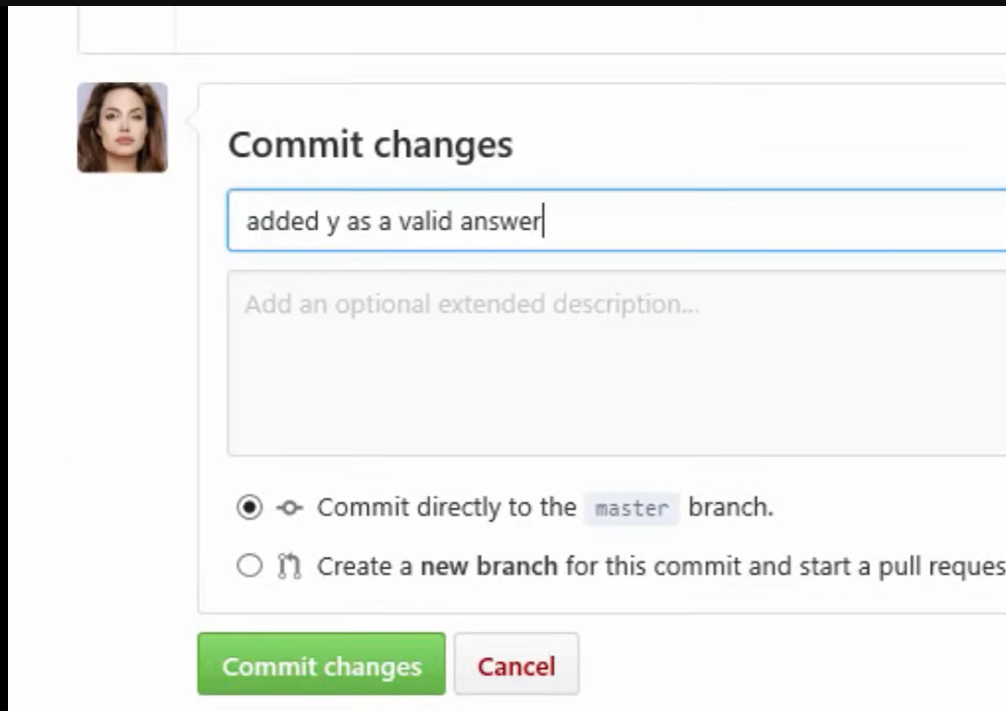 Commit changes
added y as a valid answer
Add an optional extended description...
Commit directly to the master branch.
Create a new branch for this commit and start a pull reques
Commit changes Cancel